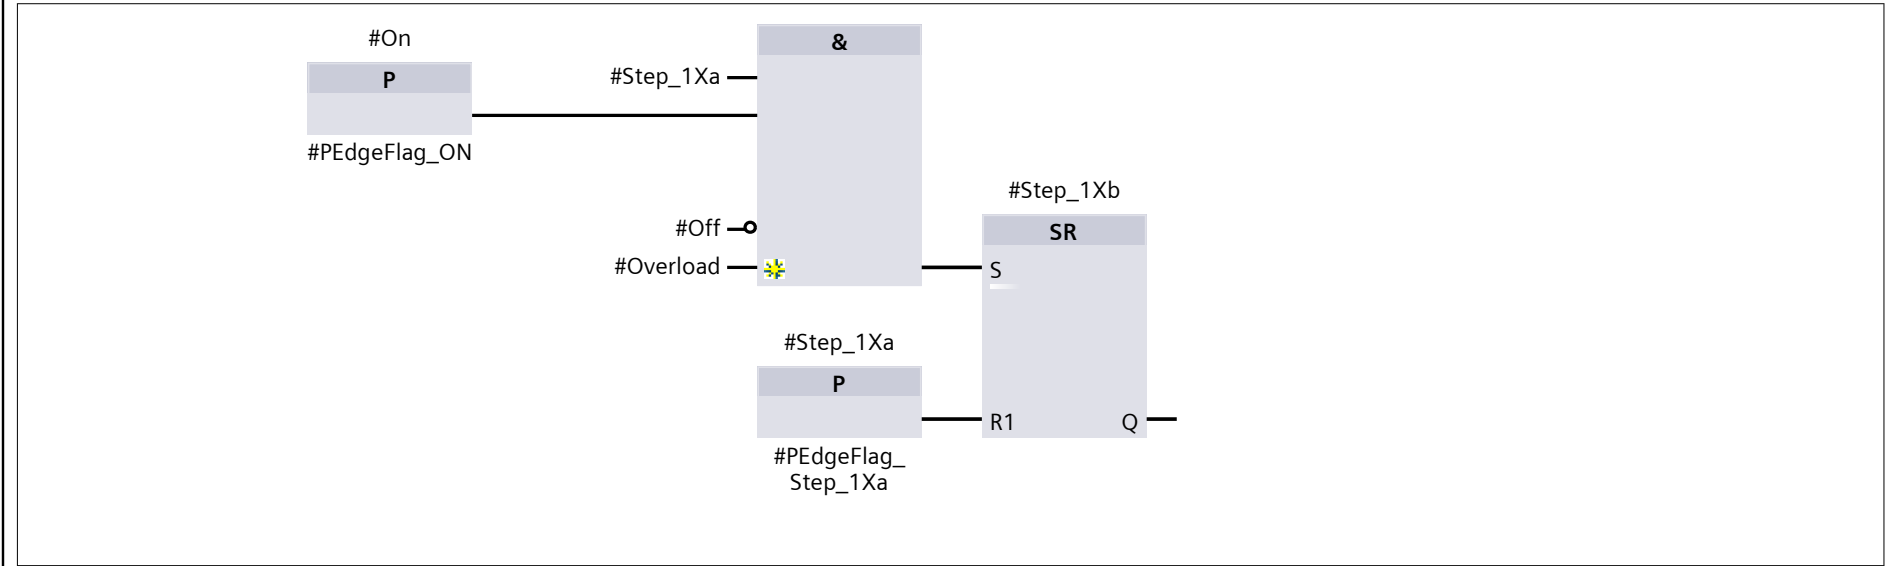 #On
P
#PEdgeFlag_ON
&
#Step_1Xa
#Off
#Overload
#Step_1Xb
SR
S
R1
Q
#Step_1Xa
P
#PEdgeFlag_
Step_1Xa